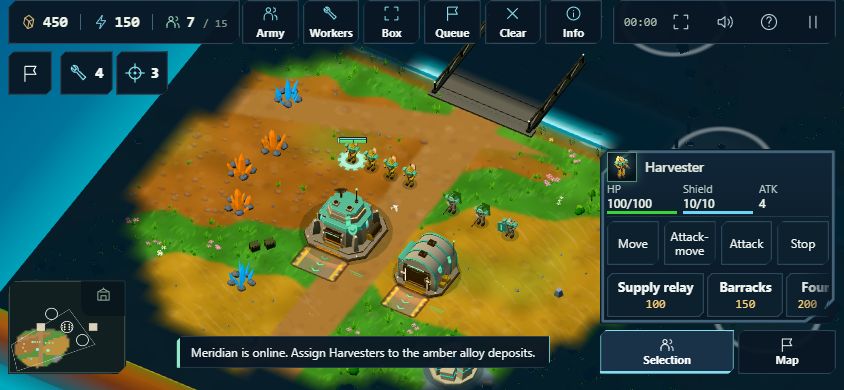 450
150
7 / 15
Army
Workers
Box
Queue
Clear
Info
00:00
4
3
Harvester
HP
Shield
ATK
100/100
10/10
4
Move
Attack-
move
Attack
Stop
Supply relay
100
Barracks
150
Four
200
Meridian is online. Assign Harvesters to the amber alloy deposits.
Selection
Map